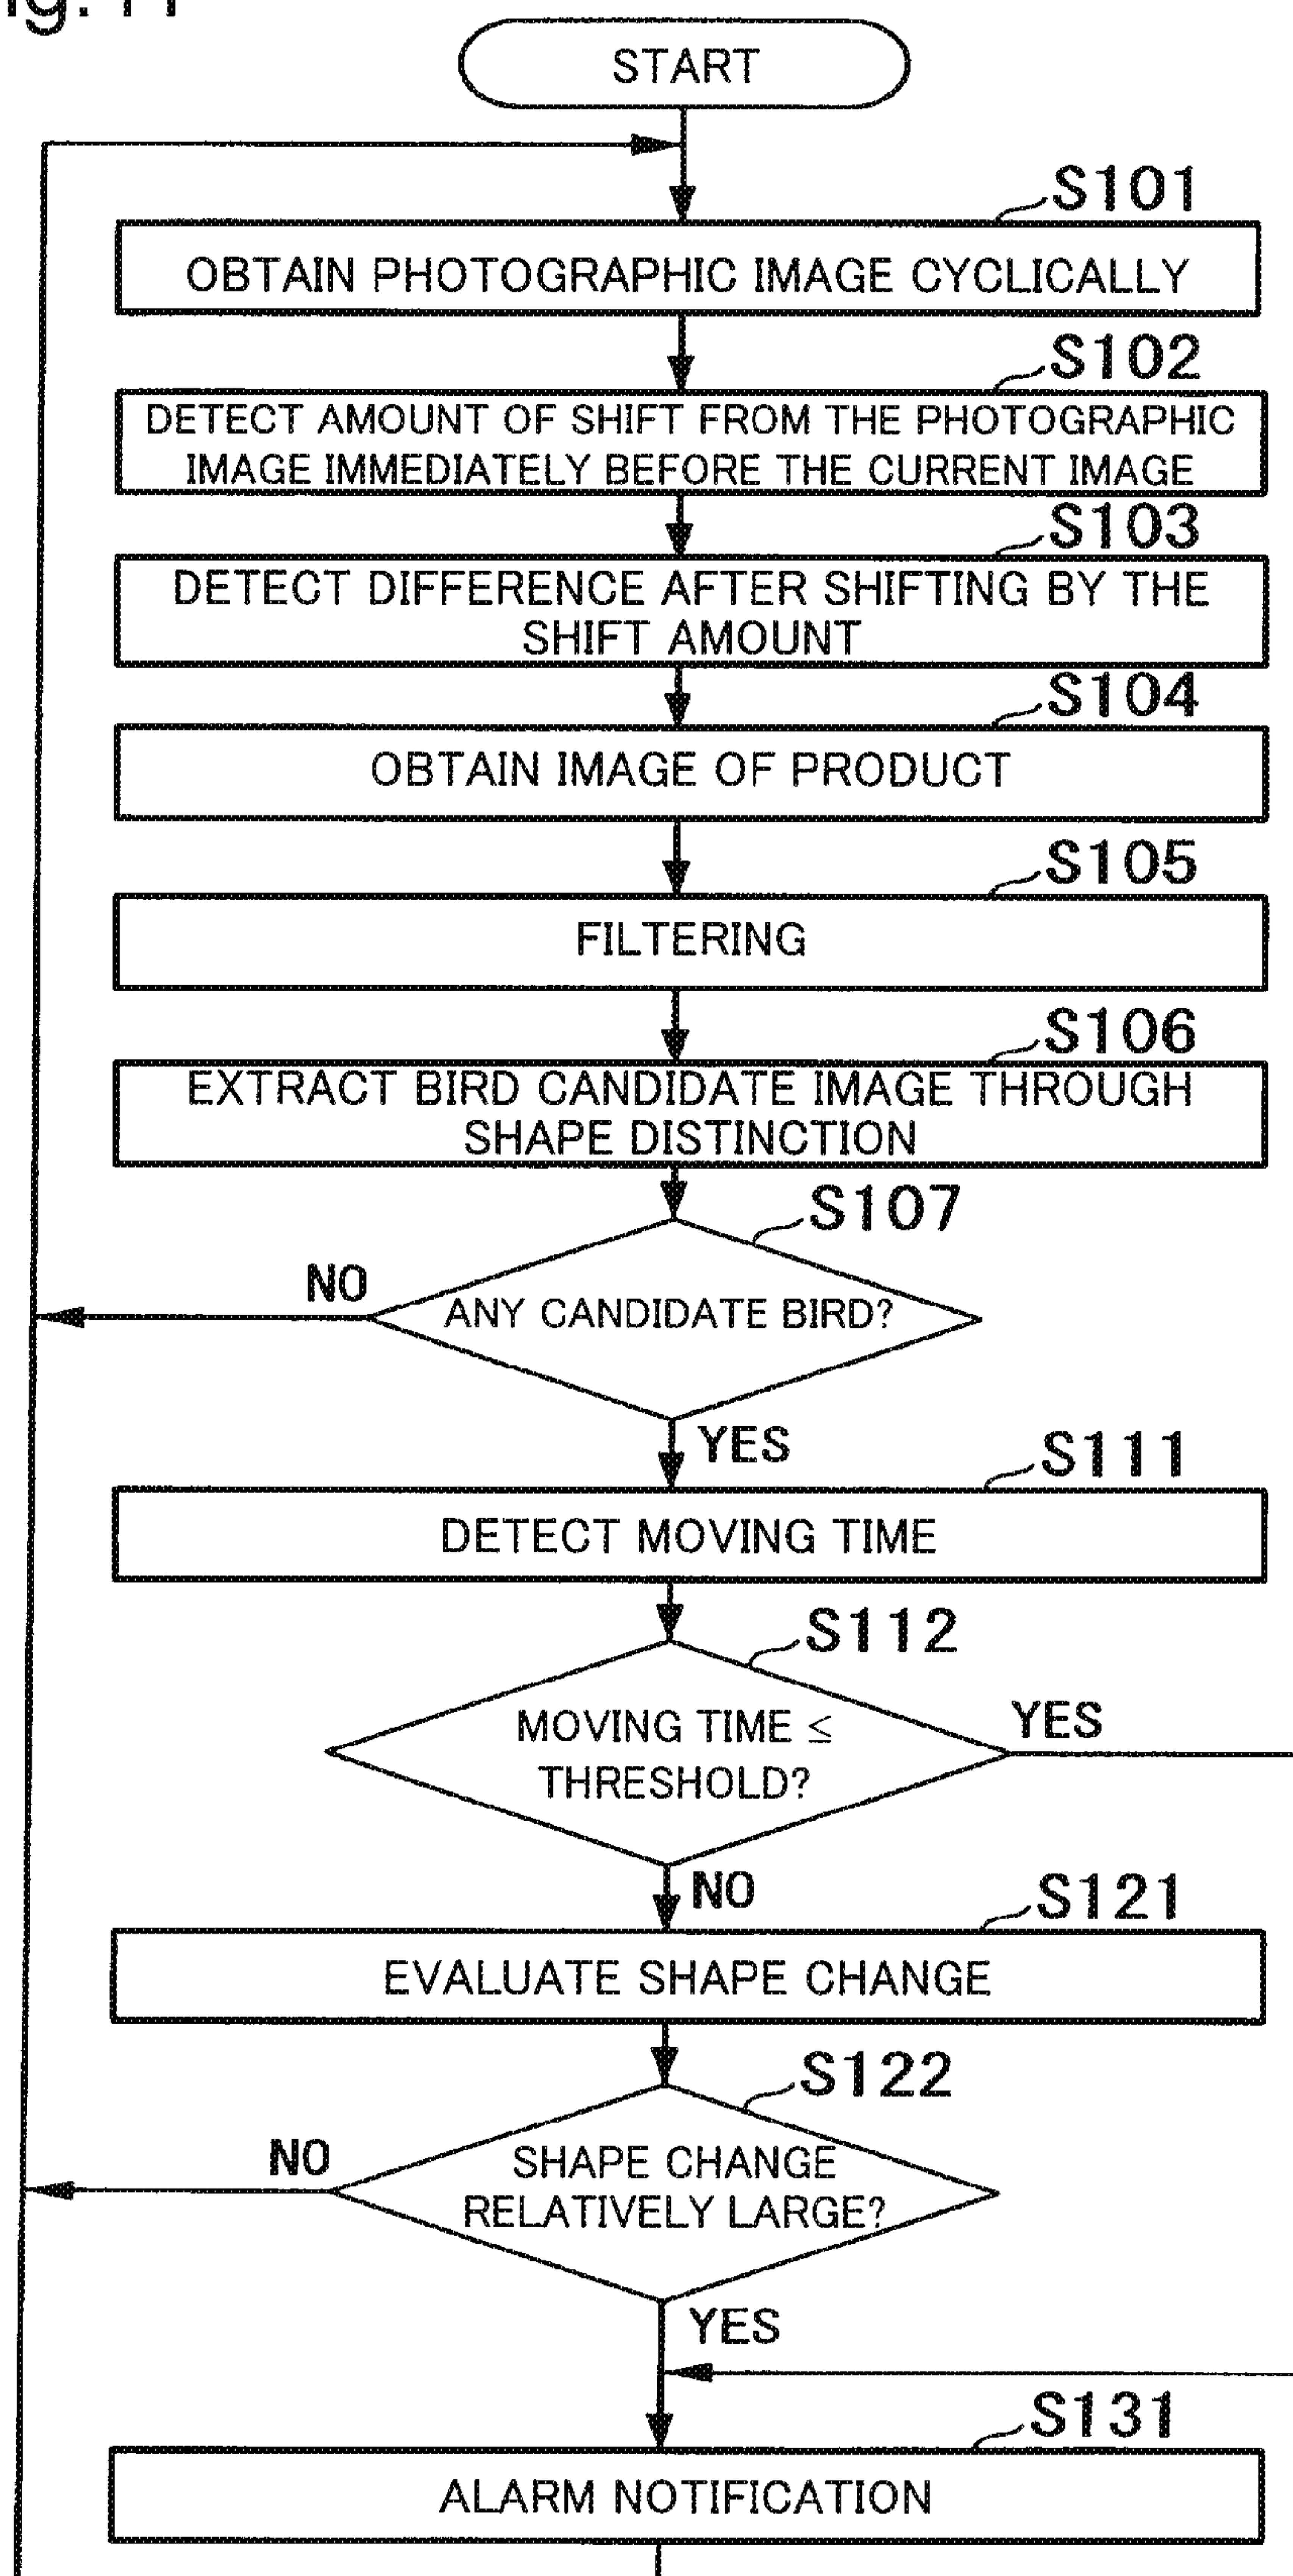 START
S101
OBTAIN PHOTOGRAPHIC IMAGE CYCLICALLY
S102
DETECT AMOUNT OF SHIFT FROM THE PHOTOGRAPHIC
IMAGE IMMEDIATELY BEFORE THE CURRENT IMAGE
S103
DETECT DIFFERENCE AFTER SHIFTING BY THE
SHIFT AMOUNT
S104
OBTAIN IMAGE OF PRODUCT
S105
FILTERING
S106
EXTRACT BIRD CANDIDATE IMAGE THROUGH
SHAPE DISTINCTION
S107
NO
ANY CANDIDATE BIRD?
YES
S111
DETECT MOVING TIME
S112
MOVING TIME ≤
THRESHOLD?
YES
NO
S121
EVALUATE SHAPE CHANGE
S122
NO
SHAPE CHANGE
RELATIVELY LARGE?
YES
S131
ALARM NOTIFICATION